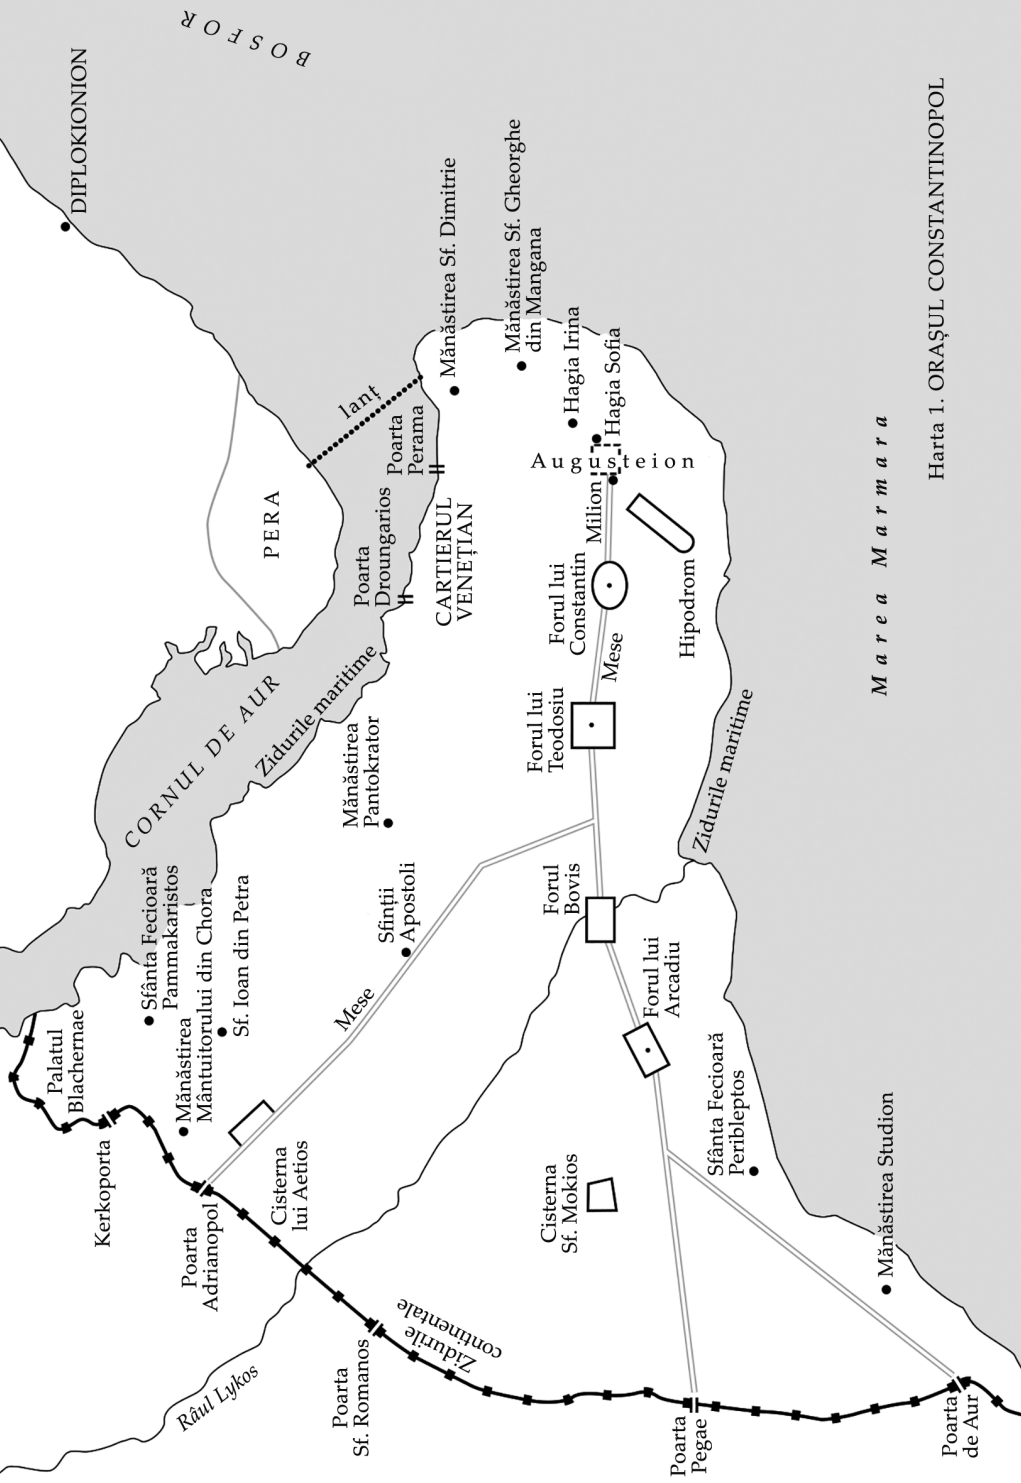 BOSFOR
DIPLOKIONION
PERA
lanț
CORNUL DE AUR
Zidurile maritime
Poarta
Perama
Poarta
Droungarios
CARTIERUL
VENEȚIAN
Mănăstirea Sf. Dimitrie
Mănăstirea Sf. Gheorghe
din Mangana
Hagia Irina
Hagia Sofia
Augusteion
Milion
Hipodrom
Forul lui
Constantin
Mese
Forul lui
Teodosiu
Mănăstirea
Pantokrator
Sfinții
Apostoli
Mese
Forul
Bovis
Forul lui
Arcadiu
Sfânta Fecioară
Pammakaristos
Mănăstirea
Mântuitorului din Chora
Sf. Ioan din Petra
Palatul
Blachernae
Kerkoporta
Poarta
Adrianopol
Cisterna
lui Aetios
Cisterna
Sf. Mokios
Sfânta Fecioară
Peribleptos
Mănăstirea Studion
Râul Lykos
Poarta
Sf. Romanos
Zidurile
continentale
Poarta
Pegae
Poarta
de Aur
Zidurile maritime
Marea Marmara
Harta 1. ORAȘUL CONSTANTINOPOL